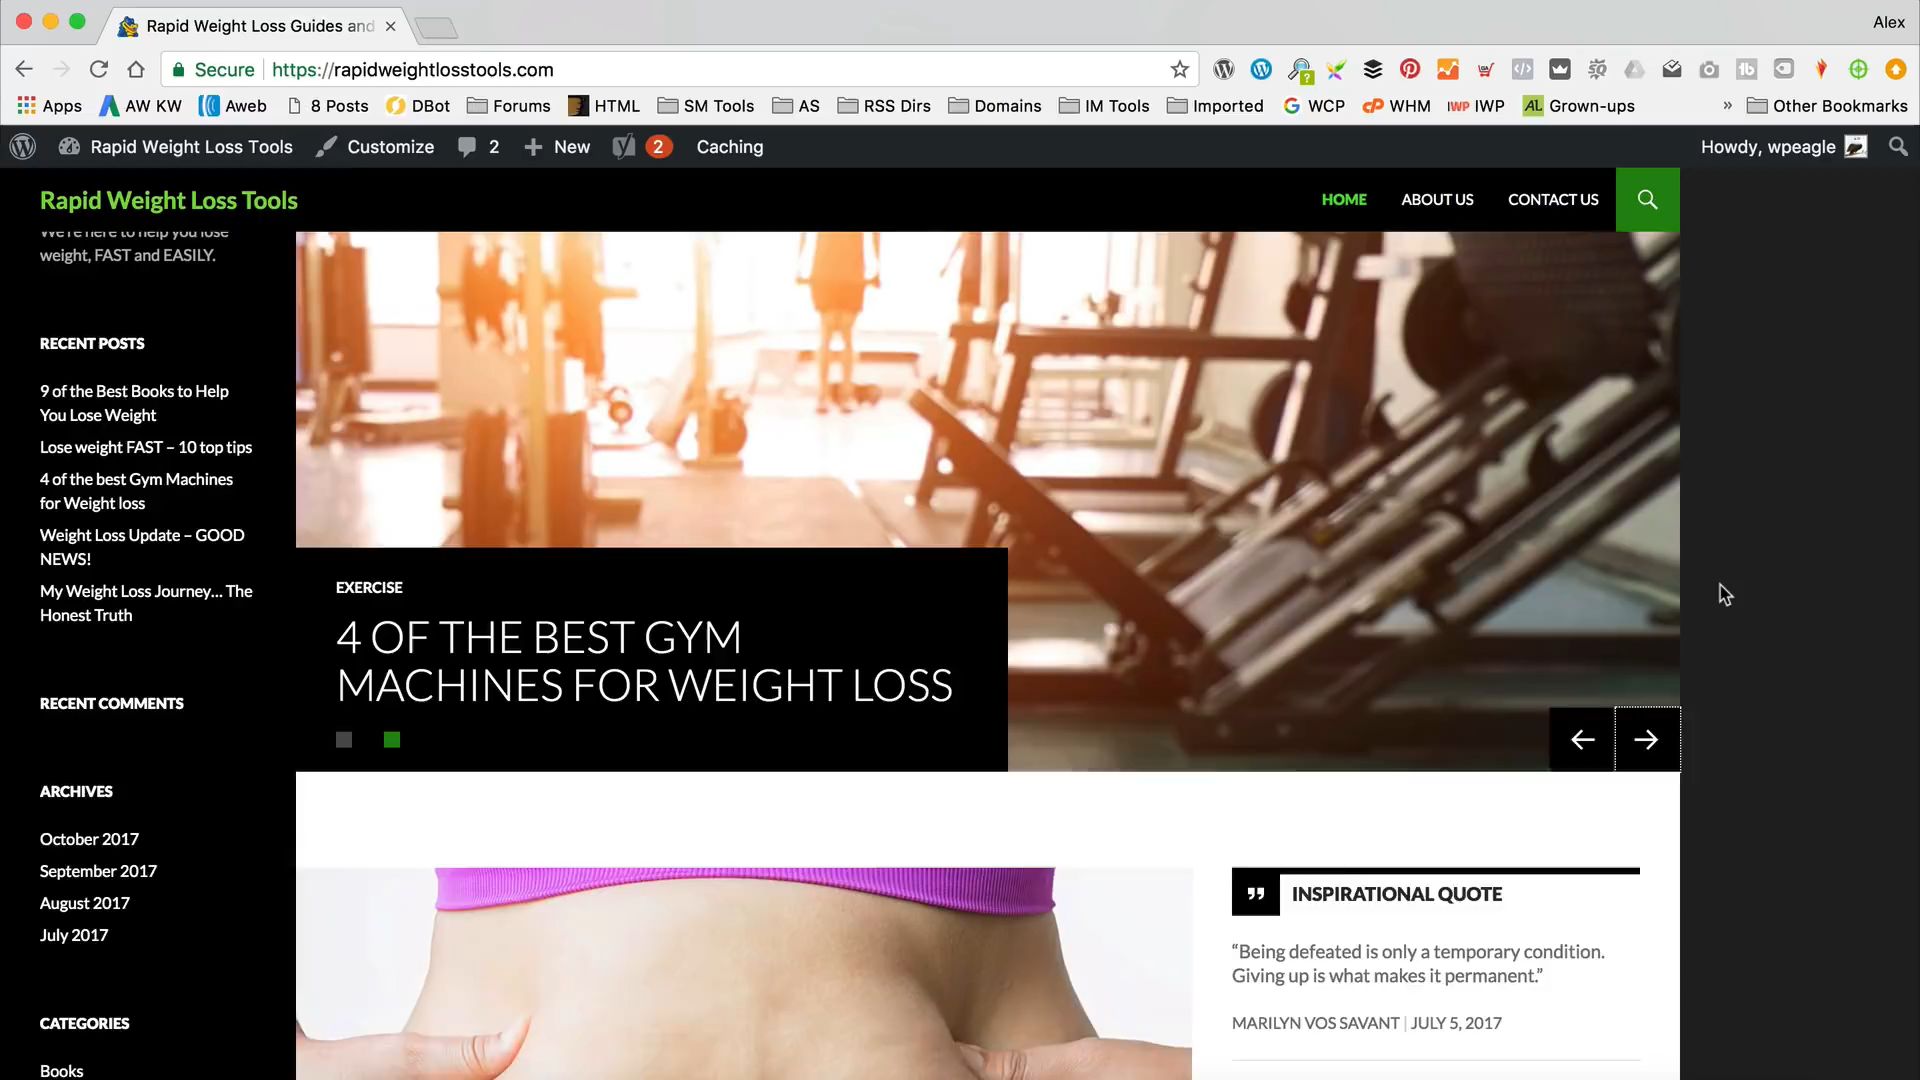 Rapid Weight Loss Guides and
Alex
Secure https://rapidweightlosstools.com
Apps AW KW Aweb 8 Posts DBot Forums HTML SM Tools AS RSS Dirs Domains IM Tools Imported WCP WHM IWP Grown-ups » Other Bookmarks
Rapid Weight Loss Tools Customize 2 New 2 Caching Howdy, wpeagle
Rapid Weight Loss Tools
HOME ABOUT US CONTACT US
We're here to help you lose
weight, FAST and EASILY.
RECENT POSTS
9 of the Best Books to Help
You Lose Weight
Lose weight FAST – 10 top tips
4 of the best Gym Machines
for Weight loss
Weight Loss Update – GOOD
NEWS!
My Weight Loss Journey… The
Honest Truth
RECENT COMMENTS
ARCHIVES
October 2017
September 2017
August 2017
July 2017
CATEGORIES
Books
EXERCISE
4 OF THE BEST GYM
MACHINES FOR WEIGHT LOSS
INSPIRATIONAL QUOTE
“Being defeated is only a temporary condition.
Giving up is what makes it permanent.”
MARILYN VOS SAVANT | JULY 5, 2017